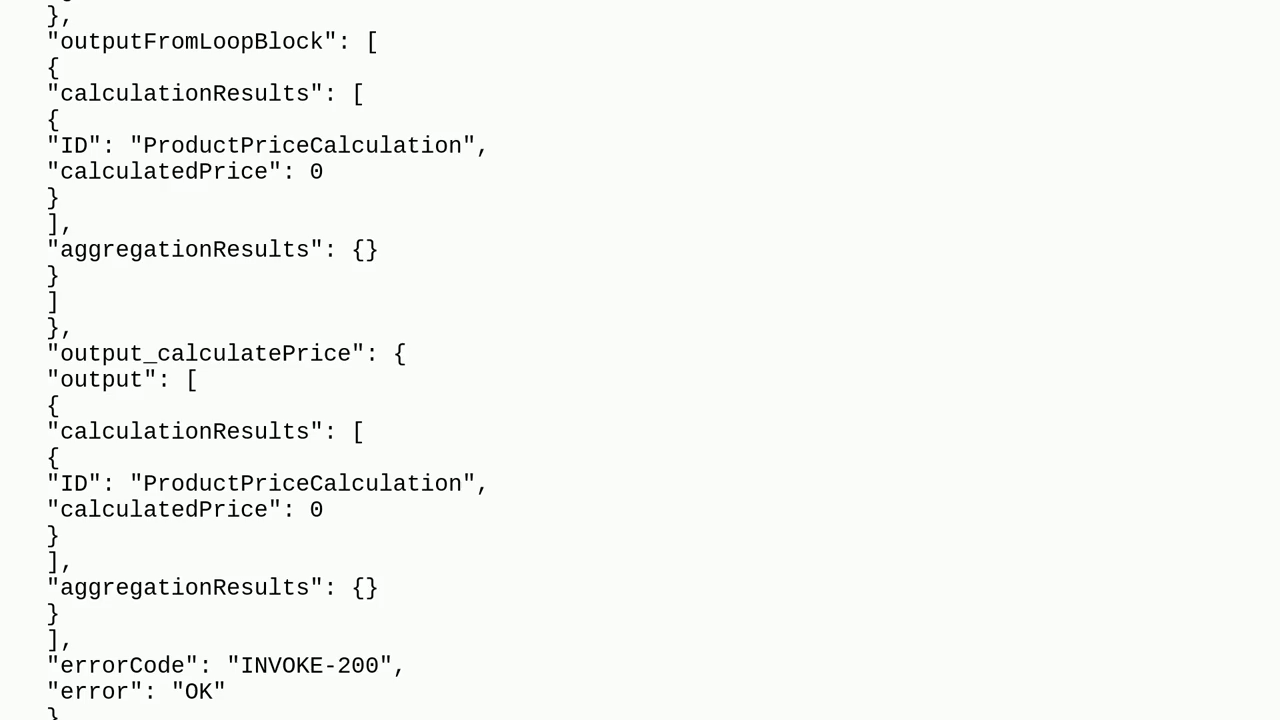 },
"outputFromLoopBlock": [
{
"calculationResults": [
{
"ID": "ProductPriceCalculation",
"calculatedPrice": 0
}
],
"aggregationResults": {}
}
]
},
"output_calculatePrice": {
"output": [
{
"calculationResults": [
{
"ID": "ProductPriceCalculation",
"calculatedPrice": 0
}
],
"aggregationResults": {}
}
],
"errorCode": "INVOKE-200",
"error": "OK"
}